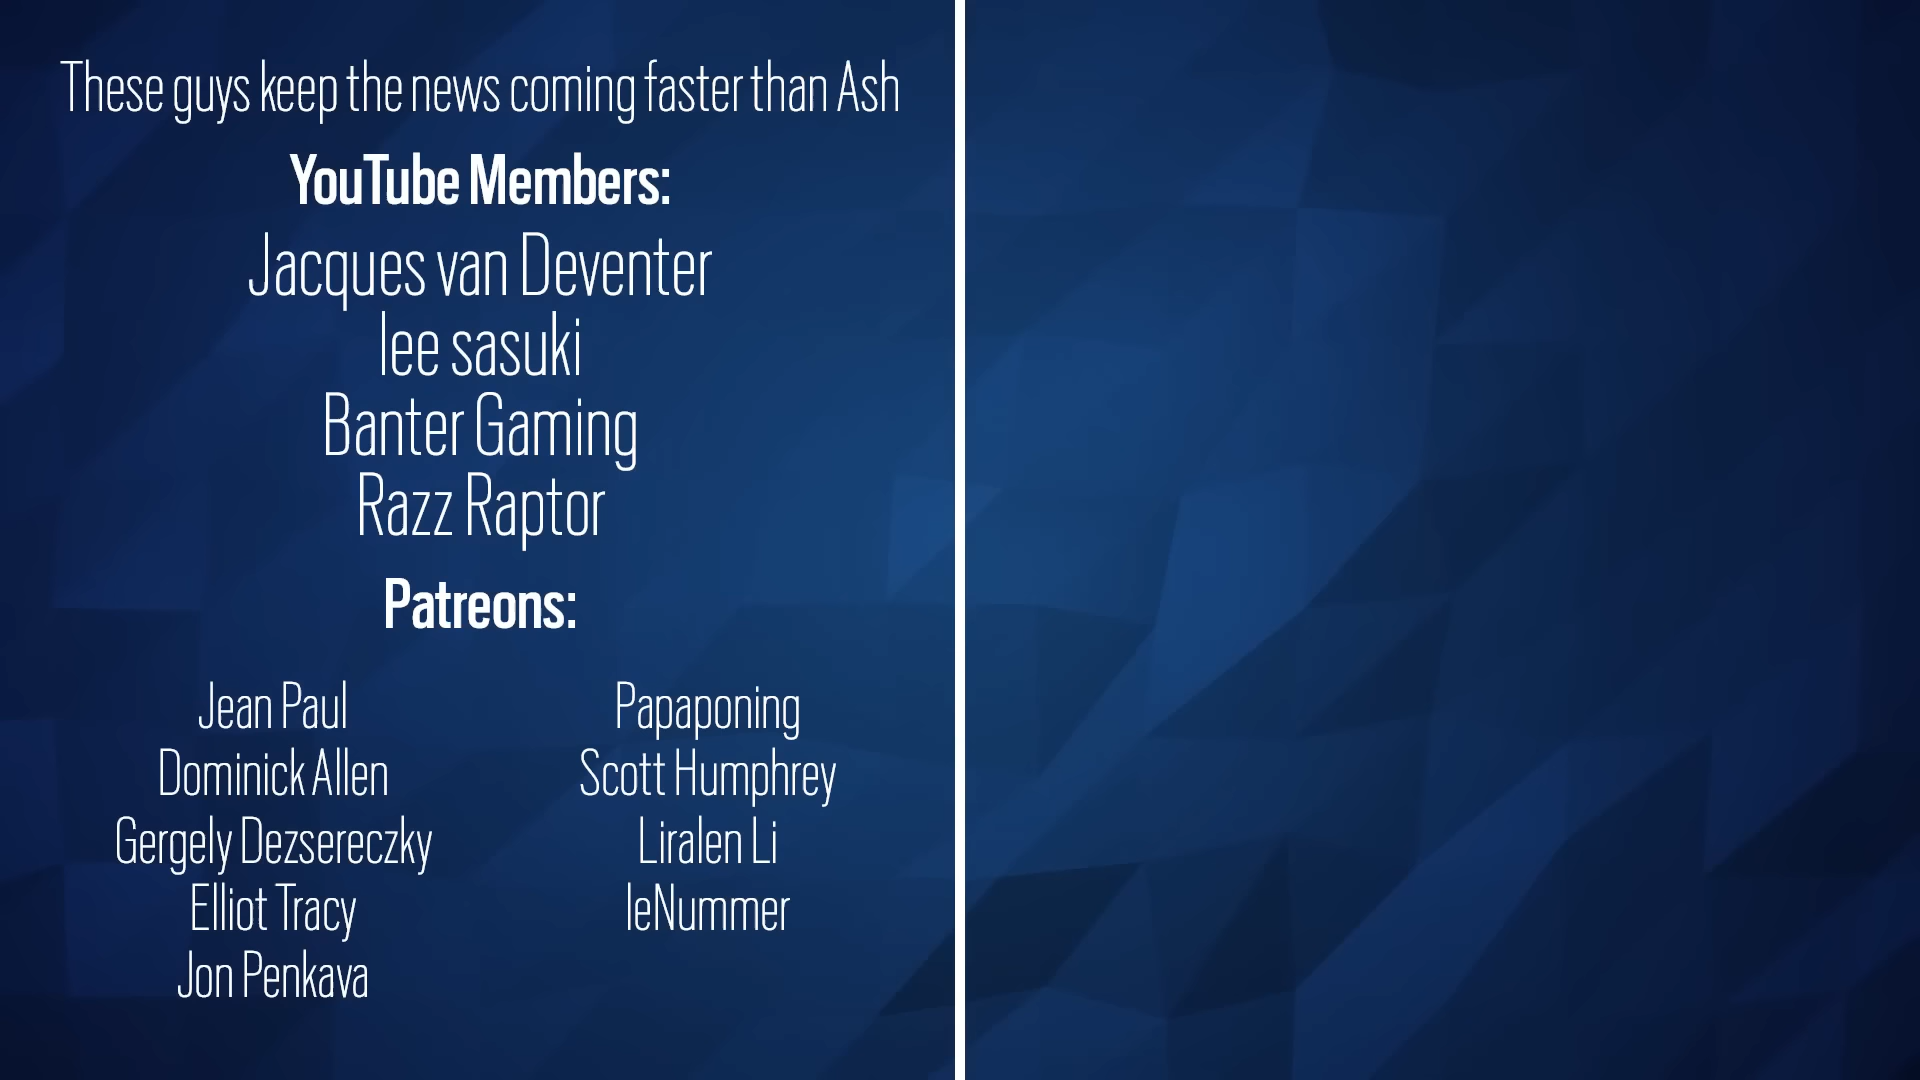 These guys keep the news coming faster than Ash
YouTube Members:
Jacques van Deventer
lee sasuki
Banter Gaming
Razz Raptor
Patreons:
Jean Paul
Dominick Allen
Gergely Dezsereczky
Elliot Tracy
Jon Penkava
Papaponing
Scott Humphrey
Liralen Li
leNummer